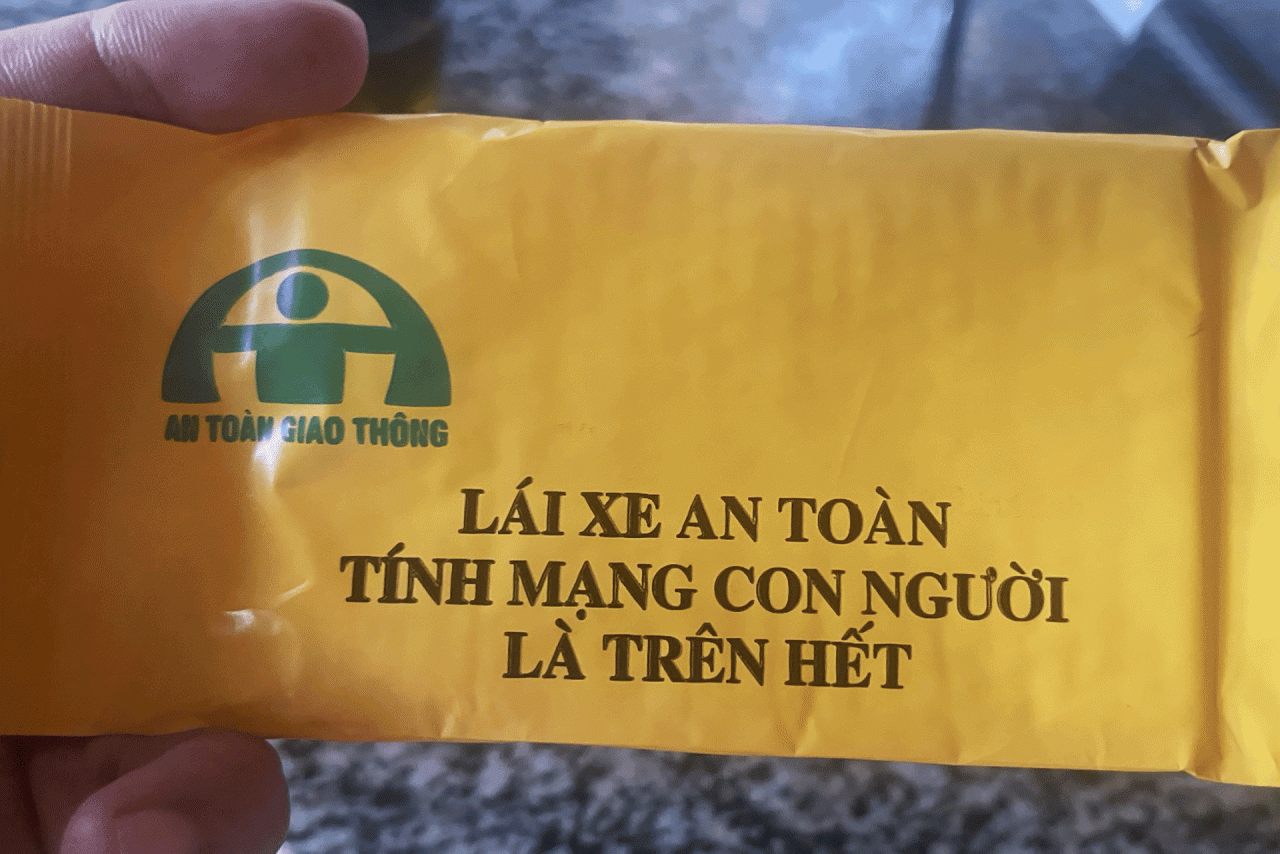 AN TOÀN GIAO THÔNG
LÁI XE AN TOÀN
TÍNH MẠNG CON NGƯỜI
LÀ TRÊN HẾT